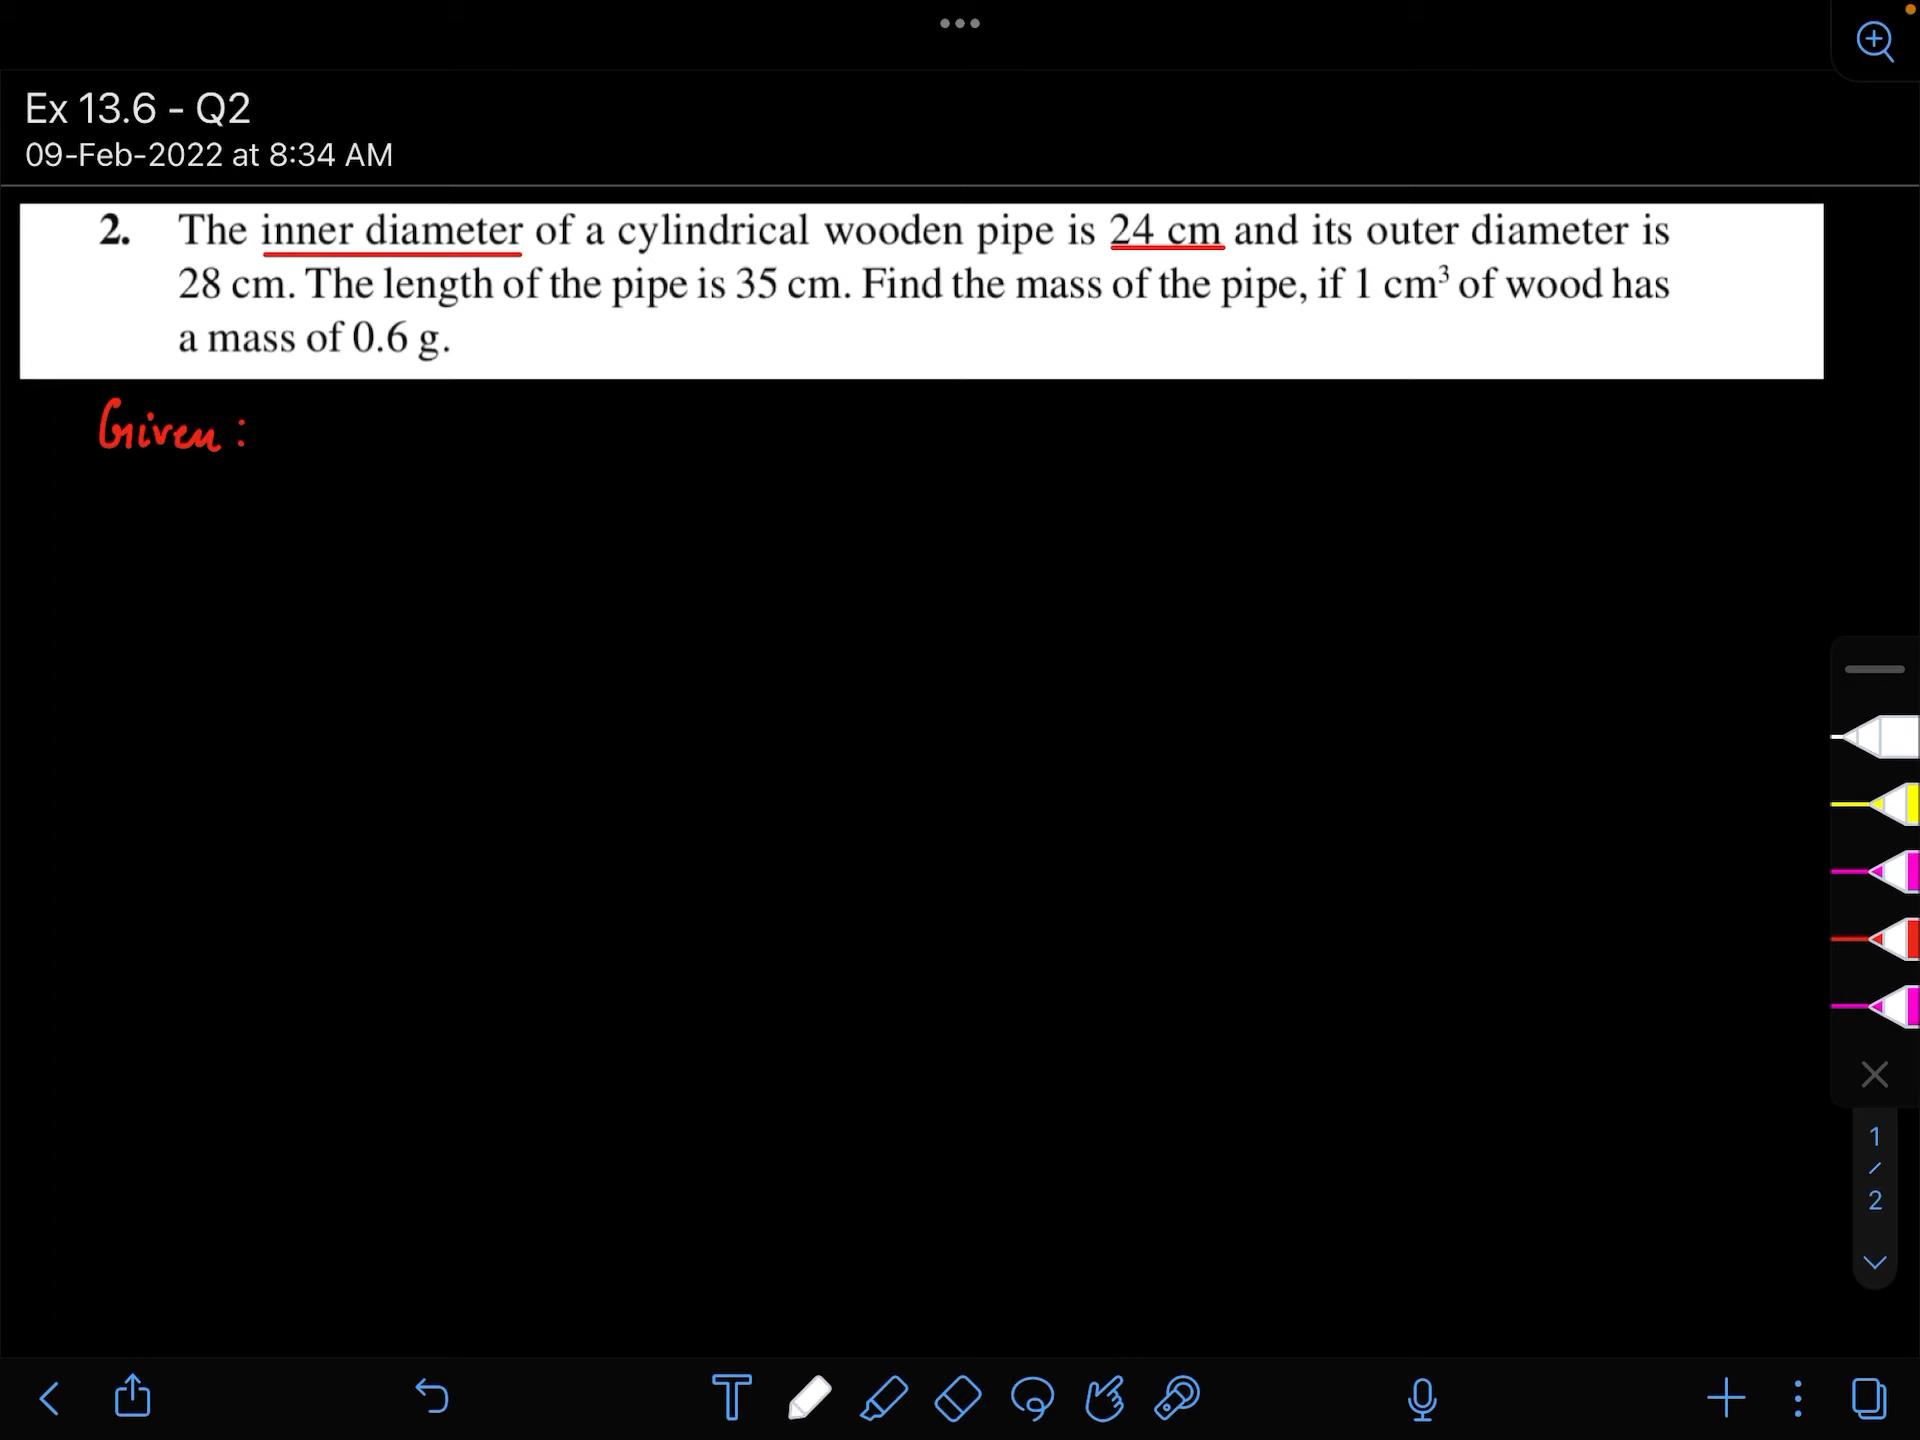 Ex 13.6 - Q2
09-Feb-2022 at 8:34 AM
2. The inner diameter of a cylindrical wooden pipe is 24 cm and its outer diameter is
28 cm. The length of the pipe is 35 cm. Find the mass of the pipe, if 1 cm³ of wood has
a mass of 0.6 g.
Given :
1
/
2